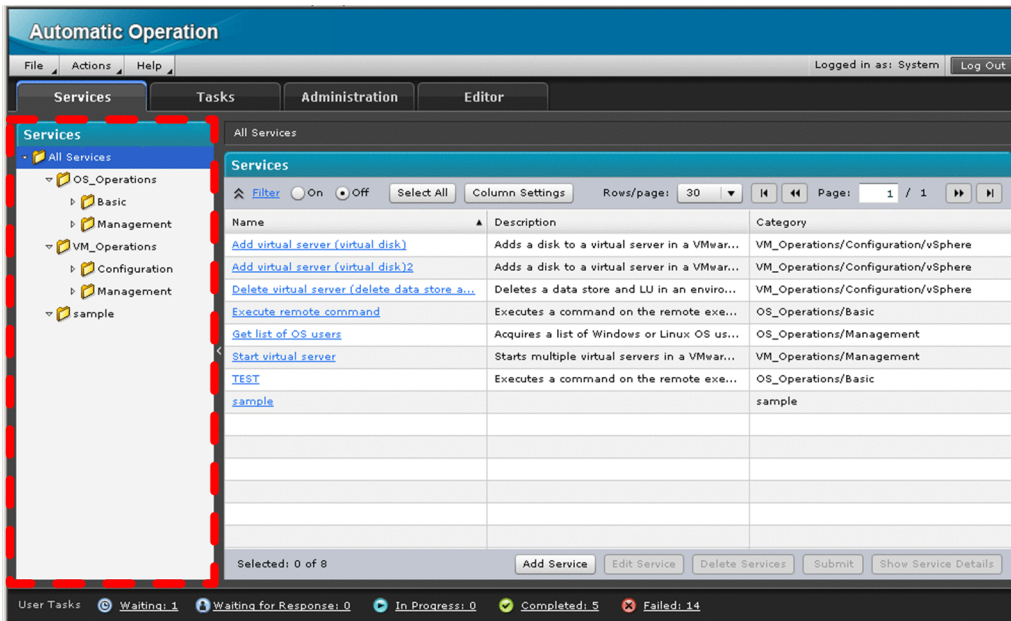 Automatic Operation
File Actions Help Logged in as: System Log Out
Services Tasks Administration Editor
Services
All Services
OS_Operations
Basic
Management
VM_Operations
Configuration
Management
sample
All Services
Services
Filter On Off Select All Column Settings Rows/page: 30 Page: 1 / 1
Name Description Category
Add virtual server (virtual disk) Adds a disk to a virtual server in a VMwar... VM_Operations/Configuration/vSphere
Add virtual server (virtual disk)2 Adds a disk to a virtual server in a VMwar... VM_Operations/Configuration/vSphere
Delete virtual server (delete data store a... Deletes a data store and LU in an enviro... VM_Operations/Configuration/vSphere
Execute remote command Executes a command on the remote exe... OS_Operations/Basic
Get list of OS users Acquires a list of Windows or Linux OS us... OS_Operations/Management
Start virtual server Starts multiple virtual servers in a VMwar... VM_Operations/Management
TEST Executes a command on the remote exe... OS_Operations/Basic
sample sample
Selected: 0 of 8 Add Service Edit Service Delete Services Submit Show Service Details
User Tasks Waiting: 1 Waiting for Response: 0 In Progress: 0 Completed: 5 Failed: 14